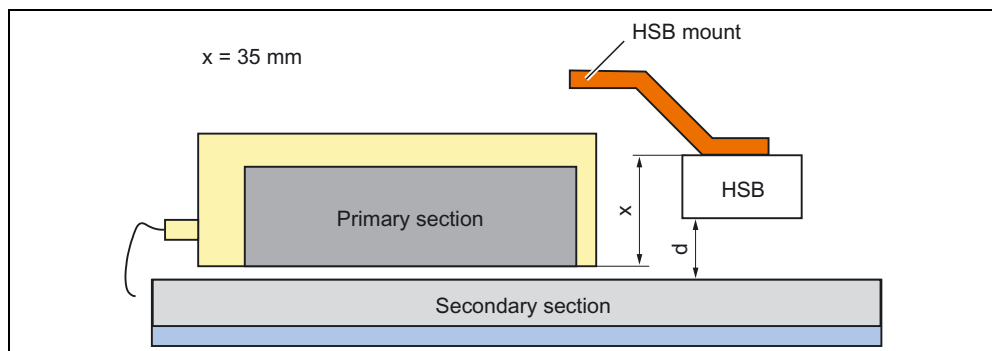 HSB mount
x = 35 mm
HSB
Primary section
x
d
Secondary section